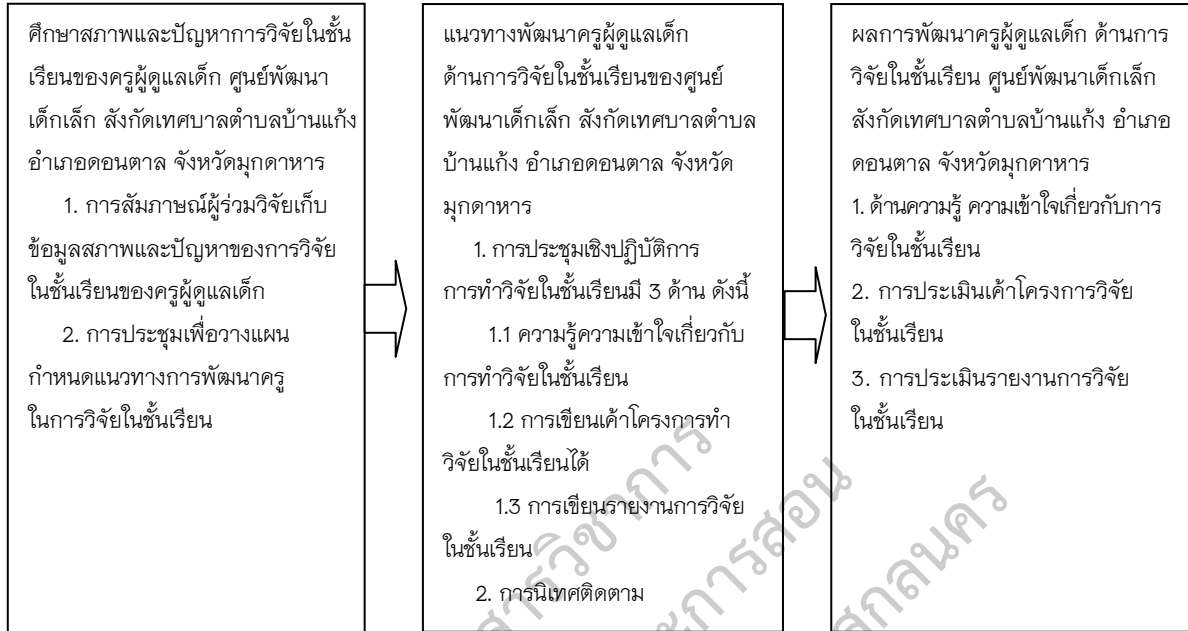 ศึกษาสภาพและปัญหาการวิจัยในชั้น
เรียนของครูผู้ดูแลเด็ก ศูนย์พัฒนา
เด็กเล็ก สังกัดเทศบาลตำบลบ้านแก้ง
อำเภอดอนตาล จังหวัดมุกดาหาร
1. การสัมภาษณ์ผู้ร่วมวิจัยเก็บ
ข้อมูลสภาพและปัญหาของการวิจัย
ในชั้นเรียนของครูผู้ดูแลเด็ก
2. การประชุมเพื่อวางแผน
กำหนดแนวทางการพัฒนาครู
ในการวิจัยในชั้นเรียน
แนวทางพัฒนาครูผู้ดูแลเด็ก
ด้านการวิจัยในชั้นเรียนของศูนย์
พัฒนาเด็กเล็ก สังกัดเทศบาลตำบล
บ้านแก้ง อำเภอดอนตาล จังหวัด
มุกดาหาร
1. การประชุมเชิงปฏิบัติการ
การทำวิจัยในชั้นเรียนมี 3 ด้าน ดังนี้
1.1 ความรู้ความเข้าใจเกี่ยวกับ
การทำวิจัยในชั้นเรียน
1.2 การเขียนเค้าโครงการทำ
วิจัยในชั้นเรียนได้
1.3 การเขียนรายงานการวิจัย
ในชั้นเรียน
2. การนิเทศติดตาม
ผลการพัฒนาครูผู้ดูแลเด็ก ด้านการ
วิจัยในชั้นเรียน ศูนย์พัฒนาเด็กเล็ก
สังกัดเทศบาลตำบลบ้านแก้ง อำเภอ
ดอนตาล จังหวัดมุกดาหาร
1. ด้านความรู้ ความเข้าใจเกี่ยวกับการ
วิจัยในชั้นเรียน
2. การประเมินเค้าโครงการวิจัย
ในชั้นเรียน
3. การประเมินรายงานการวิจัย
ในชั้นเรียน